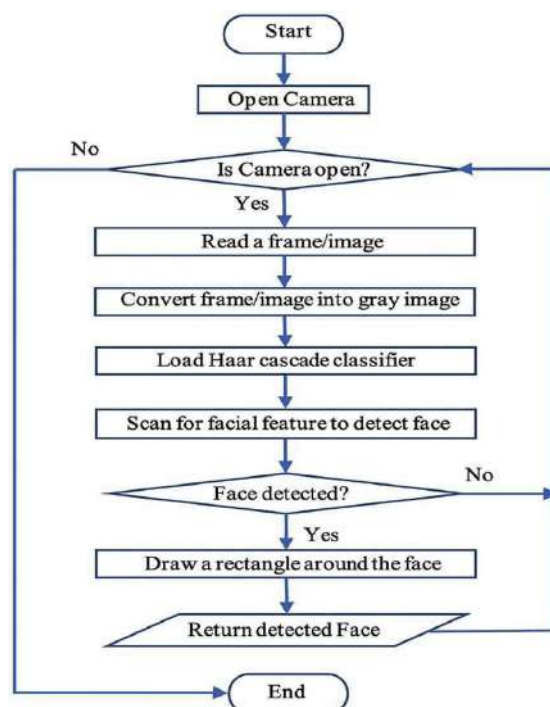 Start
Open Camera
No
Is Camera open?
Yes
Read a frame/image
Convert frame/image into gray image
Load Haar cascade classifier
Scan for facial feature to detect face
Face detected?
No
Yes
Draw a rectangle around the face
Return detected Face
End